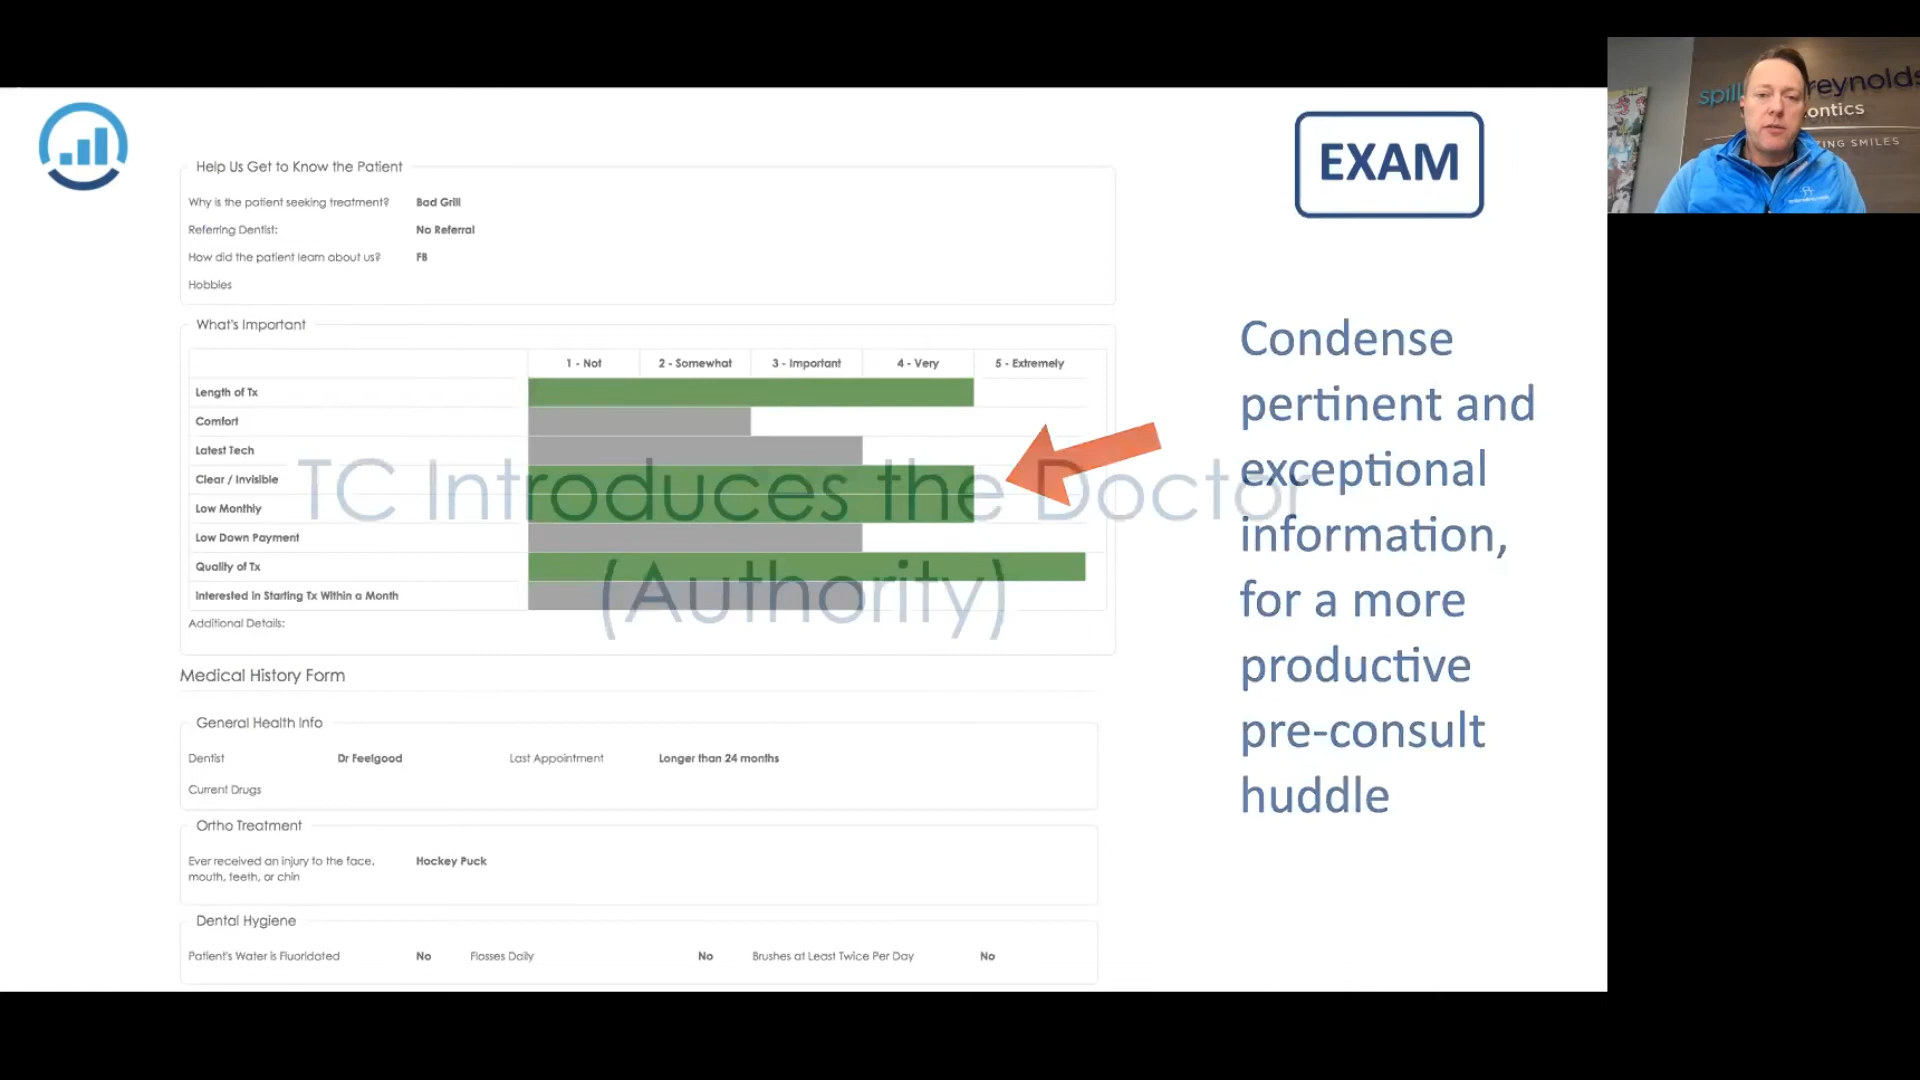 Help Us Get to Know the Patient
Why is the patient seeking treatment? Bad Grill
Referring Dentist: No Referral
How did the patient learn about us? FB
Hobbies
What's Important
1 - Not 2 - Somewhat 3 - Important 4 - Very 5 - Extremely
Length of Tx
Comfort
Latest Tech
Clear / Invisible
Low Monthly
Low Down Payment
Quality of Tx
Interested in Starting Tx Within a Month
Additional Details:
TC Introduces the Doctor
(Authority)
Medical History Form
General Health Info
Dentist Dr Feelgood Last Appointment Longer than 24 months
Current Drugs
Ortho Treatment
Ever received an injury to the face, Hockey Puck
mouth, teeth, or chin
Dental Hygiene
Patient's Water is Fluoridated No Flosses Daily No Brushes at Least Twice Per Day No
EXAM
Condense
pertinent and
exceptional
information,
for a more
productive
pre-consult
huddle
reynolds